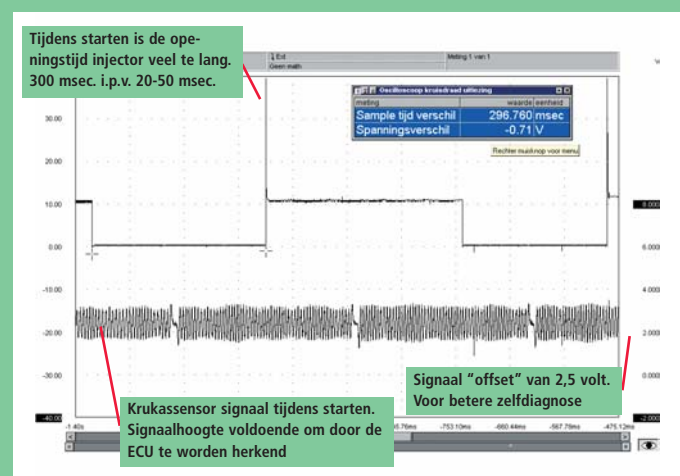 Tijdens starten is de ope-
ningstijd injector veel te lang.
300 msec. i.p.v. 20-50 msec.
Ext
Geen math
Meting 1 van 1
Oscilloscoop kruisdraad uitlezing
meting waarde eenheid
Sample tijd verschil 296.760 msec
Spanningsverschil -0.71 V
Rechter muisknop voor menu
30.00
20.00
10.00
0.00
-10.00
-20.00
-30.00
-40.00
8.000
6.000
4.000
2.000
0.000
-2.000
Signaal “offset” van 2,5 volt.
Voor betere zelfdiagnose
Krukassensor signaal tijdens starten.
Signaalhoogte voldoende om door de
ECU te worden herkend
-1.40s
-753.10ms -660.44ms -567.78ms -475.12ms